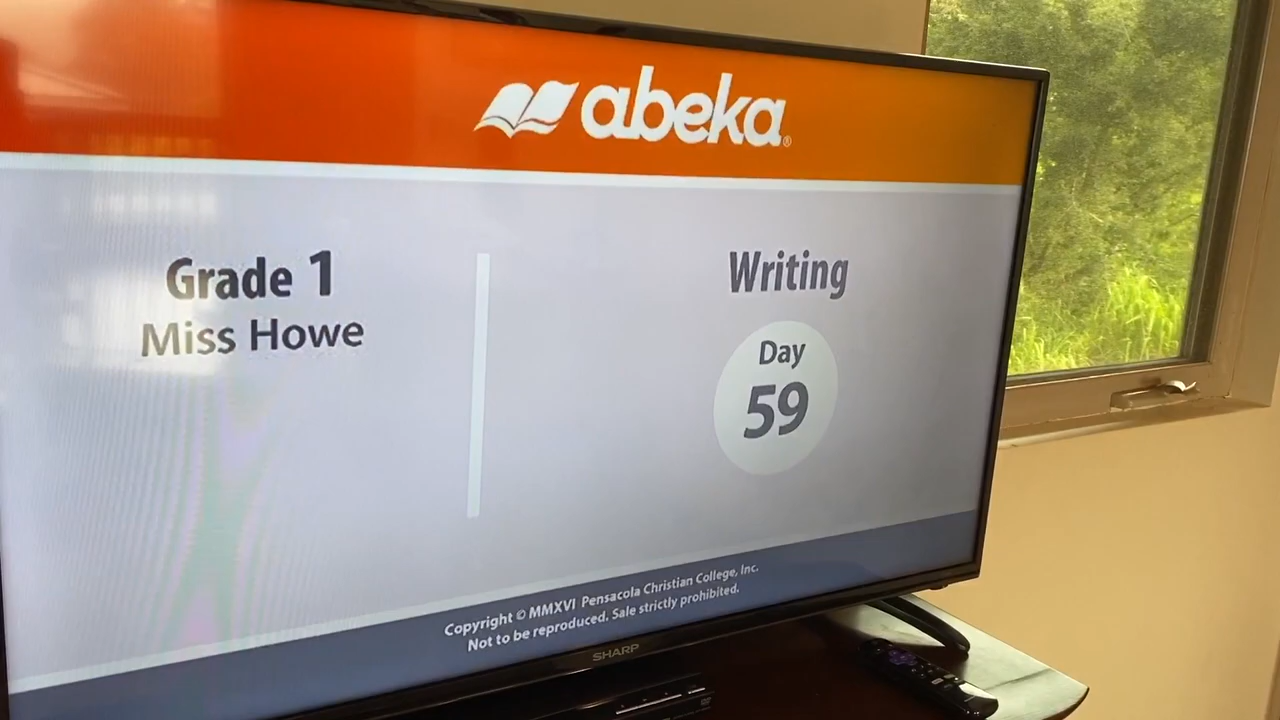 abeka®
Grade 1
Miss Howe
Writing
Day
59
Copyright © MMXVI Pensacola Christian College, Inc.
Not to be reproduced. Sale strictly prohibited.
SHARP